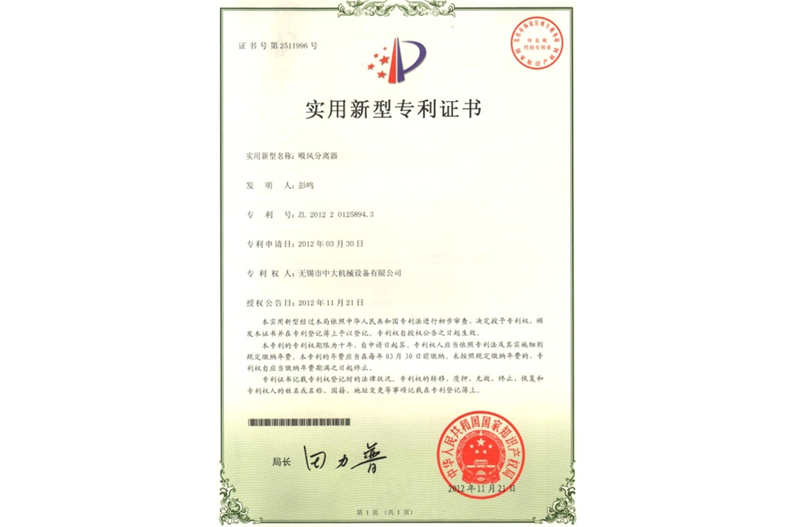 证书号第2511996号
实用新型专利证书
实用新型名称：吸风分离器
发 明 人：彭鸣
专 利 号：ZL 2012 2 0125894.3
专利申请日：2012年03月30日
专 利 权 人：无锡市中大机械设备有限公司
授权公告日：2012年11月21日
本实用新型经过本局依照中华人民共和国专利法进行初步审查，决定授予专利权，颁
发本证书并在专利登记簿上予以登记。专利权自授权公告之日起生效。
本专利的专利权期限为十年，自申请日起算。专利权人应当依照专利法及其实施细则
规定缴纳年费。本专利的年费应当在每年03月30日前缴纳。未按照规定缴纳年费的，专
利权自应当缴纳年费期满之日起终止。
专利证书记载专利权登记时的法律状况。专利权的转移、质押、无效、终止、恢复和
专利权人的姓名或名称、国籍、地址变更等事项记载在专利登记簿上。
局长 田力普
中华人民共和国国家知识产权局
2012年11月21日
第1页（共1页）